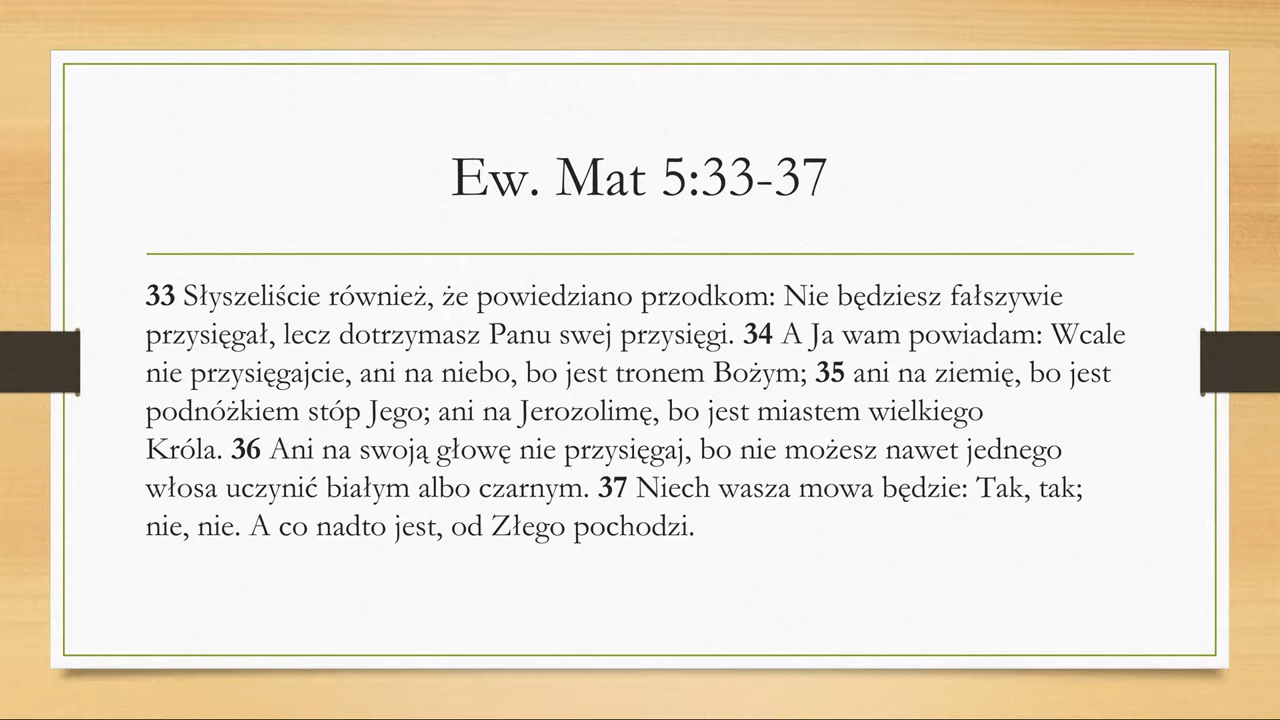 Ew. Mat 5:33-37
33 Słyszeliście również, że powiedziano przodkom: Nie będziesz fałszywie
przysięgał, lecz dotrzymasz Panu swej przysięgi. 34 A Ja wam powiadam: Wcale
nie przysięgajcie, ani na niebo, bo jest tronem Bożym; 35 ani na ziemię, bo jest
podnóżkiem stóp Jego; ani na Jerozolimę, bo jest miastem wielkiego
Króla. 36 Ani na swoją głowę nie przysięgaj, bo nie możesz nawet jednego
włosa uczynić białym albo czarnym. 37 Niech wasza mowa będzie: Tak, tak;
nie, nie. A co nadto jest, od Złego pochodzi.